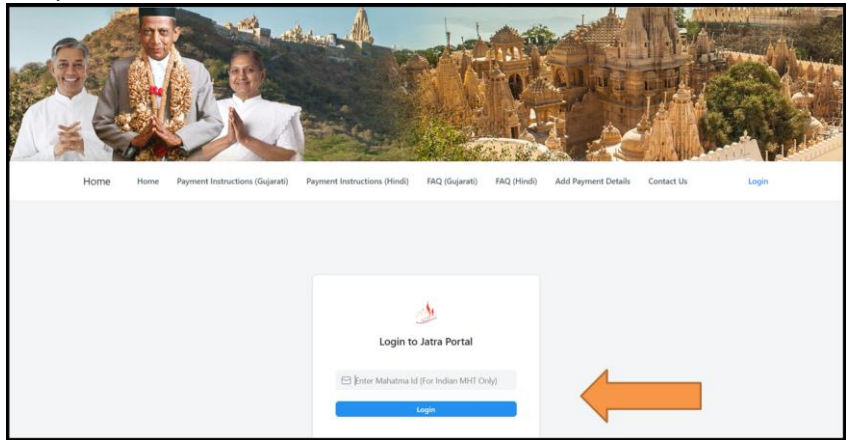 Home Home Payment Instructions (Gujarati) Payment Instructions (Hindi) FAQ (Gujarati) FAQ (Hindi) Add Payment Details Contact Us Login
Login to Jatra Portal
Enter Mahatma Id (For Indian MHT Only)
Login